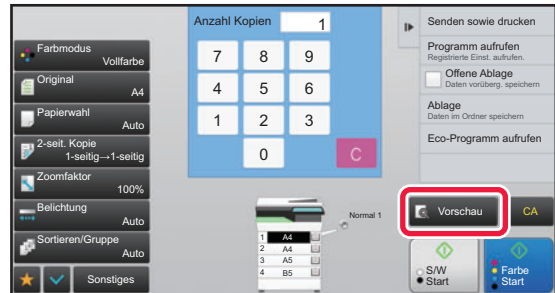 Farbmodus
Vollfarbe
Original
A4
Papierwahl
Auto
2-seit. Kopie
1-seitig→1-seitig
Zoomfaktor
100%
Belichtung
Auto
Sortieren/Gruppe
Auto
Sonstiges
Anzahl Kopien 1
7 8 9
4 5 6
1 2 3
0 C
Normal 1
1 A4
2 A4
3 A5
4 B5
Senden sowie drucken
Programm aufrufen
Registrierte Einst. aufrufen.
Offene Ablage
Daten vorüberg. speichern
Ablage
Daten im Ordner speichern
Eco-Programm aufrufen
Vorschau CA
S/W
Start
Farbe
Start